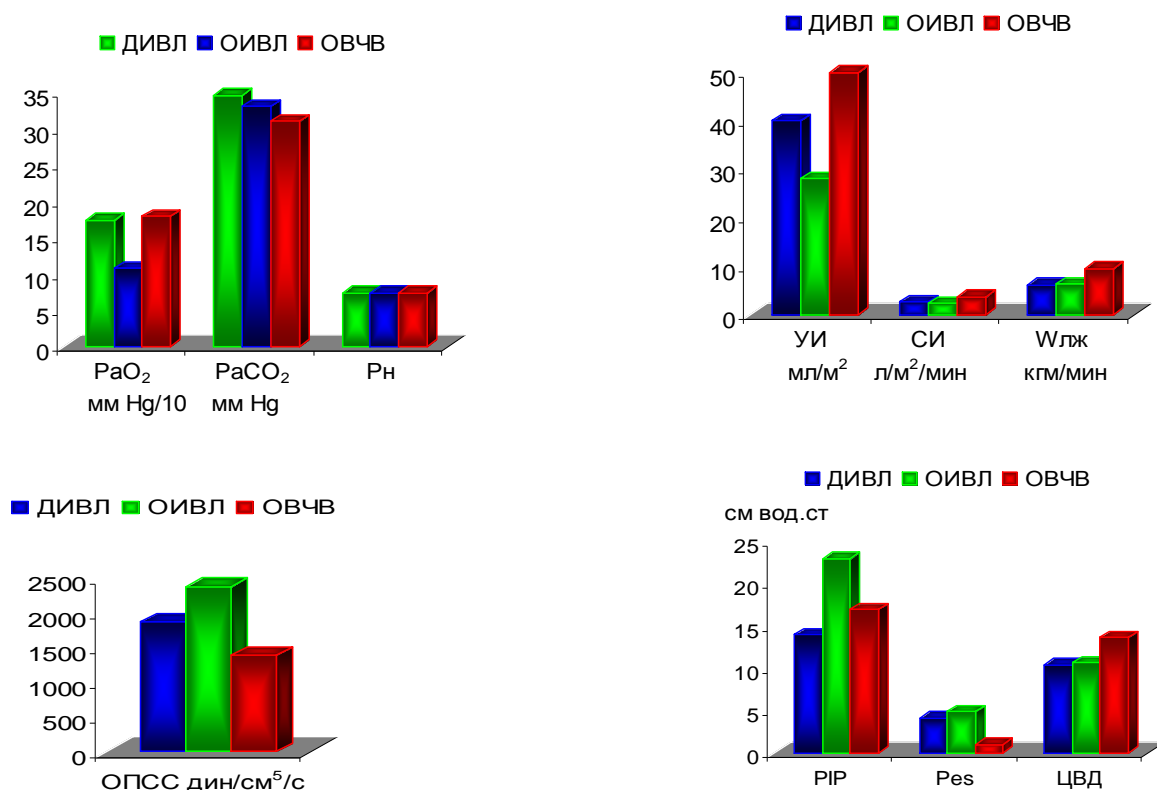 ДИВЛ ОИВЛ ОВЧВ
35
30
25
20
15
10
5
0
PaO₂ PaCO₂ Рн
мм Hg/10 мм Hg
ДИВЛ ОИВЛ ОВЧВ
50
40
30
20
10
0
УИ СИ Wлж
мл/м² л/м²/мин кгм/мин
ДИВЛ ОИВЛ ОВЧВ
2500
2000
1500
1000
500
0
ОПСС дин/см⁵/с
ДИВЛ ОИВЛ ОВЧВ
см вод.ст
25
20
15
10
5
0
PIP Pes ЦВД